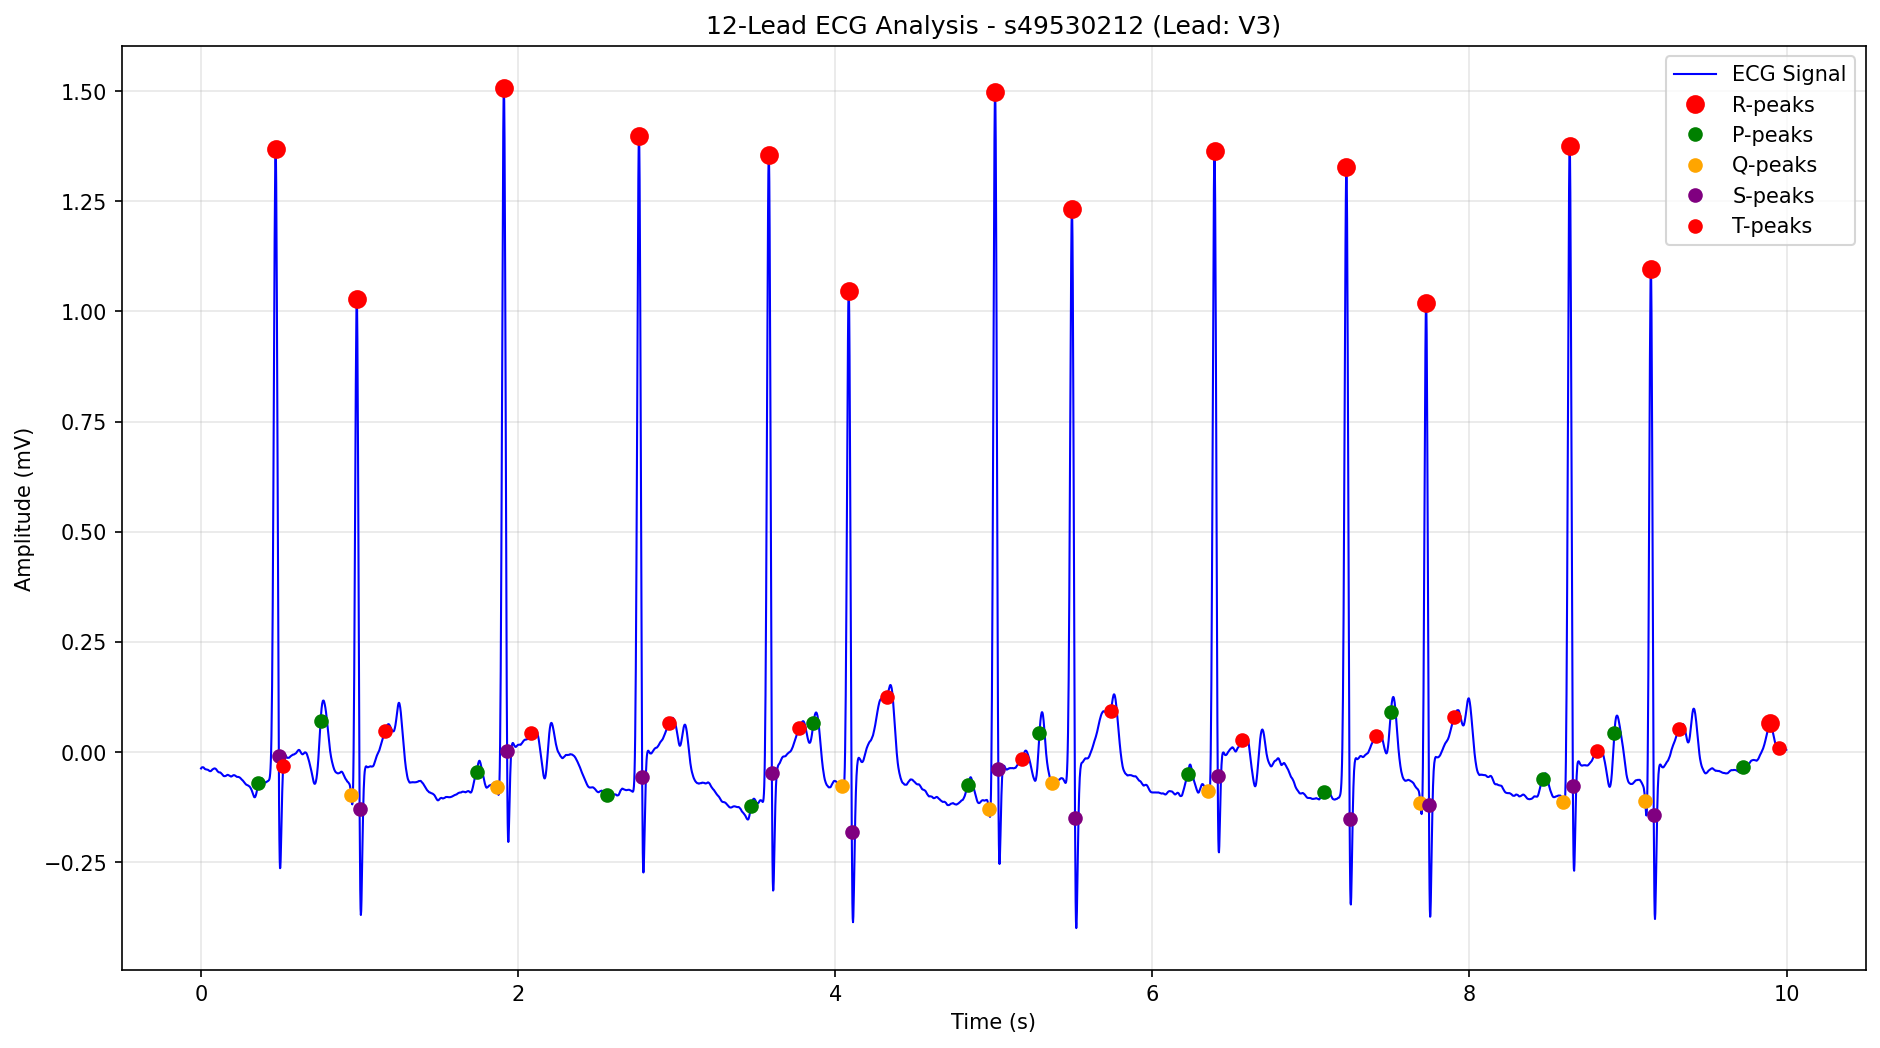 12-Lead ECG Analysis - s49530212 (Lead: V3)
ECG Signal
R-peaks
P-peaks
Q-peaks
S-peaks
T-peaks
Amplitude (mV)
1.50
1.25
1.00
0.75
0.50
0.25
0.00
−0.25
0
2
4
6
8
10
Time (s)